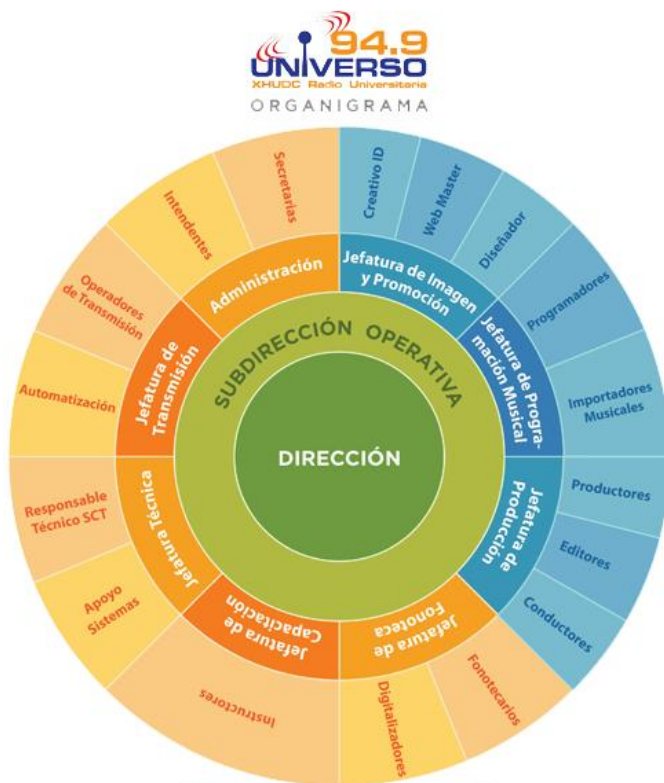 94.9
UNIVERSO
XHUDC Radio Universitaria
ORGANIGRAMA
DIRECCIÓN
SUBDIRECCIÓN OPERATIVA
Jefatura de Imagen
y Promoción
Creativo ID
Web Master
Diseñador
Jefatura de Progra-
mación Musical
Programadores
Importadores
Musicales
Jefatura de
Producción
Productores
Editores
Conductores
Jefatura de
Fonoteca
Fonotecarios
Digitalizadores
Jefatura de
Capacitación
Instructores
Jefatura Técnica
Apoyo
Sistemas
Responsable
Técnico SCT
Jefatura de
Transmisión
Automatización
Operadores
de Transmisión
Administración
Intendentes
Secretarias